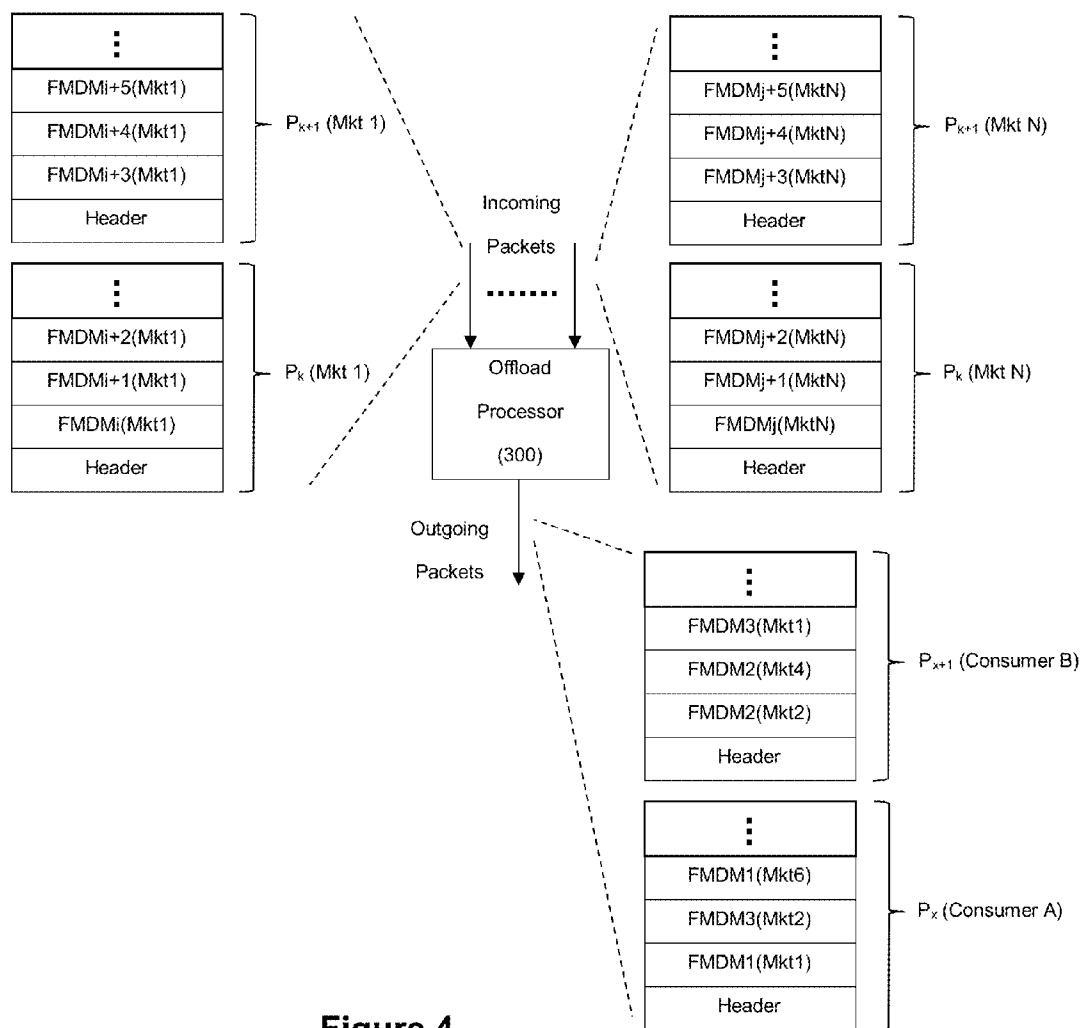 ⋮
FMDMi+5(Mkt1)
FMDMi+4(Mkt1)
FMDMi+3(Mkt1)
Header
Pk+1 (Mkt 1)
⋮
FMDMi+2(Mkt1)
FMDMi+1(Mkt1)
FMDMi(Mkt1)
Header
Pk (Mkt 1)
Incoming
Packets
.......
Offload
Processor
(300)
Outgoing
Packets
⋮
FMDMj+5(MktN)
FMDMj+4(MktN)
FMDMj+3(MktN)
Header
Pk+1 (Mkt N)
⋮
FMDMj+2(MktN)
FMDMj+1(MktN)
FMDMj(MktN)
Header
Pk (Mkt N)
⋮
FMDM3(Mkt1)
FMDM2(Mkt4)
FMDM2(Mkt2)
Header
Px+1 (Consumer B)
⋮
FMDM1(Mkt6)
FMDM3(Mkt2)
FMDM1(Mkt1)
Header
Px (Consumer A)
Figure 4